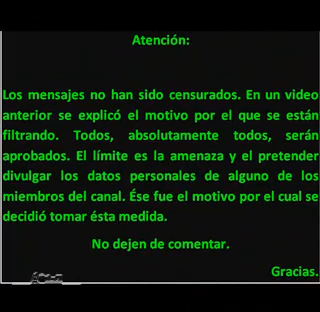 Atención:
Los mensajes no han sido censurados. En un video
anterior se explicó el motivo por el que se están
filtrando. Todos, absolutamente todos, serán
aprobados. El límite es la amenaza y el pretender
divulgar los datos personales de alguno de los
miembros del canal. Ése fue el motivo por el cual se
decidió tomar ésta medida.
No dejen de comentar.
Gracias.